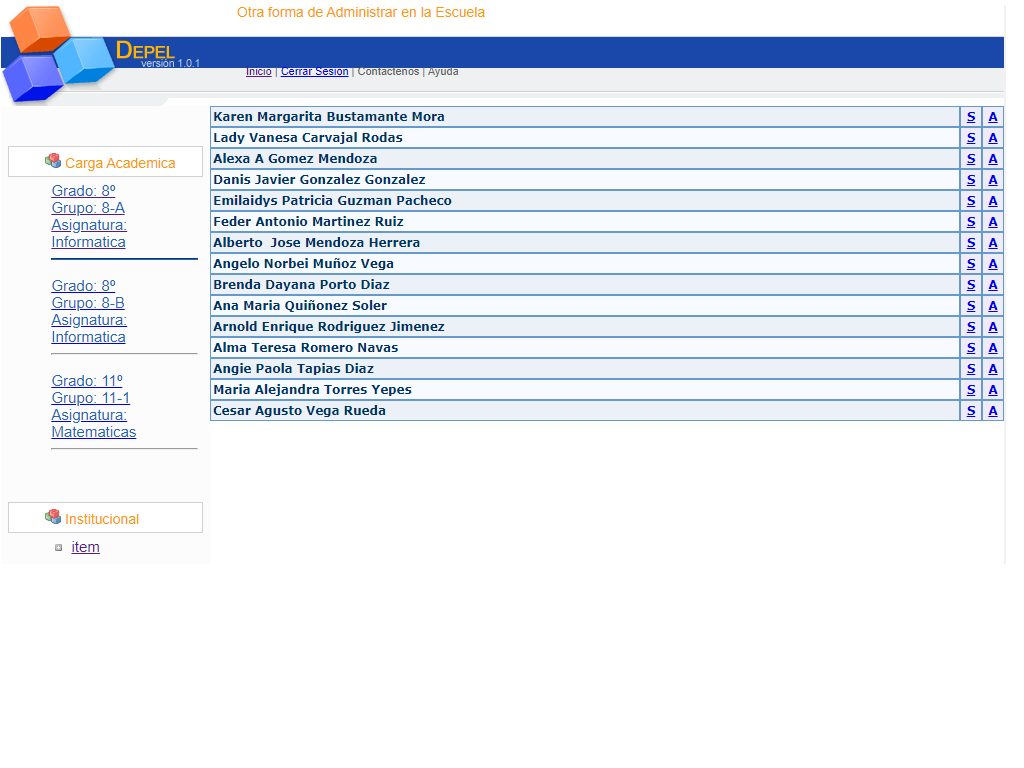 Otra forma de Administrar en la Escuela
DEPEL
versión 1.0.1
Inicio | Cerrar Sesion | Contactenos | Ayuda
Carga Academica
Grado: 8º
Grupo: 8-A
Asignatura:
Informatica
Grado: 8º
Grupo: 8-B
Asignatura:
Informatica
Grado: 11º
Grupo: 11-1
Asignatura:
Matematicas
Institucional
item
Karen Margarita Bustamante Mora S A
Lady Vanesa Carvajal Rodas S A
Alexa A Gomez Mendoza S A
Danis Javier Gonzalez Gonzalez S A
Emilaidys Patricia Guzman Pacheco S A
Feder Antonio Martinez Ruiz S A
Alberto  Jose Mendoza Herrera S A
Angelo Norbei Muñoz Vega S A
Brenda Dayana Porto Diaz S A
Ana Maria Quiñonez Soler S A
Arnold Enrique Rodriguez Jimenez S A
Alma Teresa Romero Navas S A
Angie Paola Tapias Diaz S A
Maria Alejandra Torres Yepes S A
Cesar Agusto Vega Rueda S A